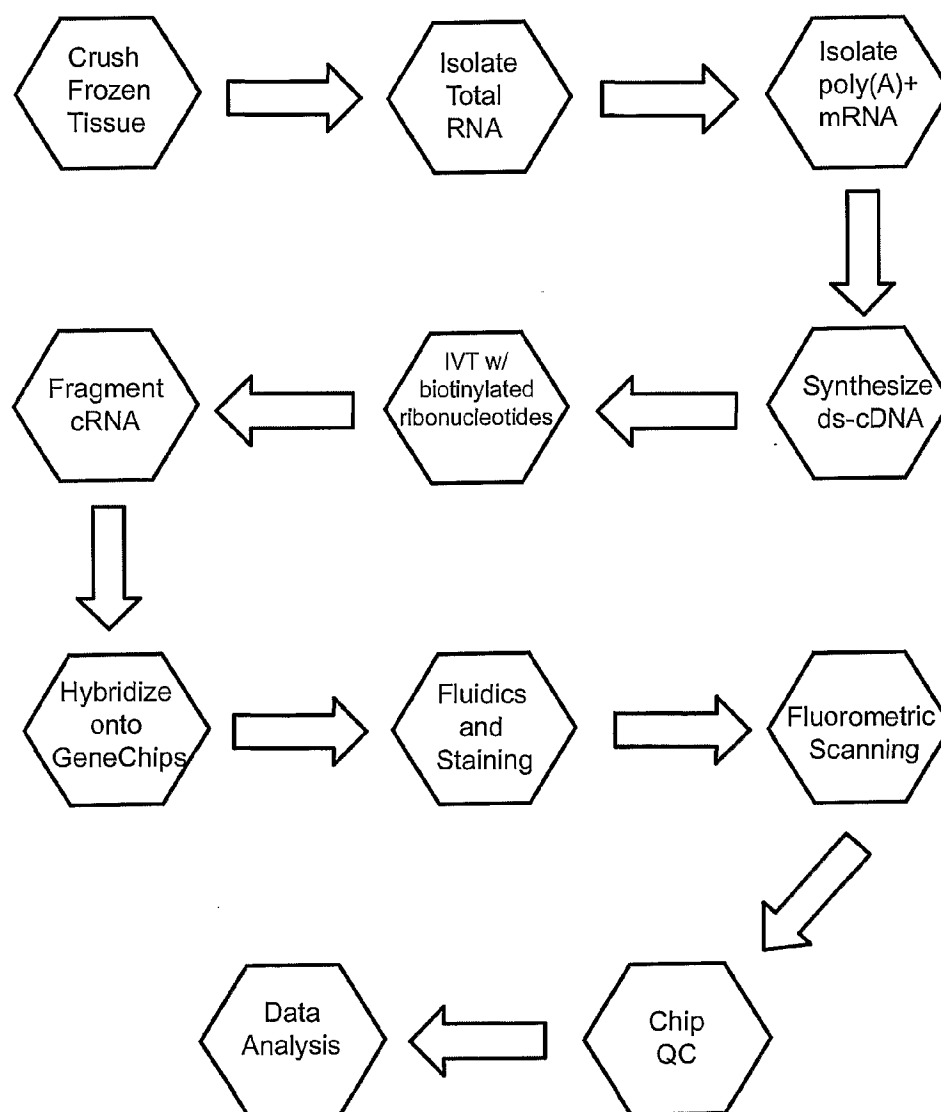 Crush
Frozen
Tissue
Isolate
Total
RNA
Isolate
poly(A)+
mRNA
Synthesize
ds-cDNA
IVT w/
biotinylated
ribonucleotides
Fragment
cRNA
Hybridize
onto
GeneChips
Fluidics
and
Staining
Fluorometric
Scanning
Chip
QC
Data
Analysis